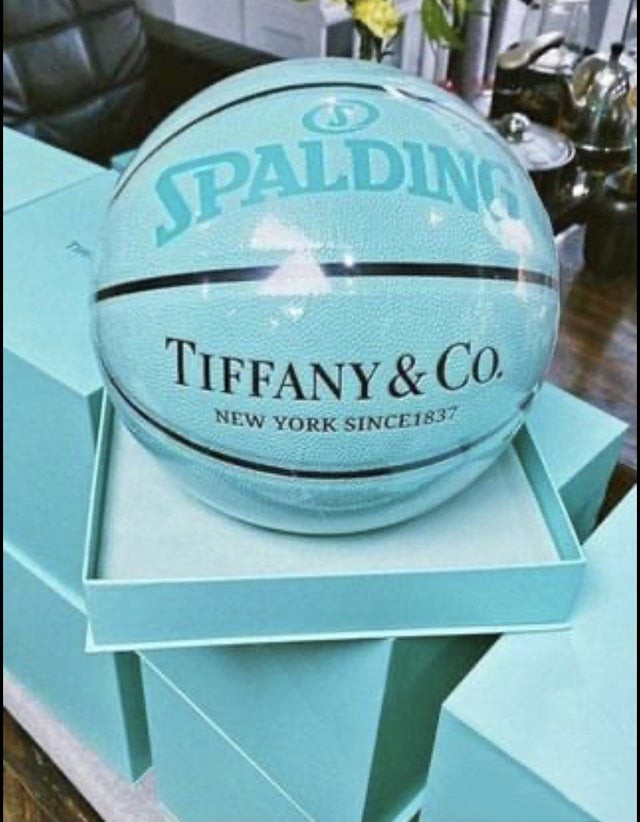 SPALDING
TIFFANY & CO.
NEW YORK SINCE1837